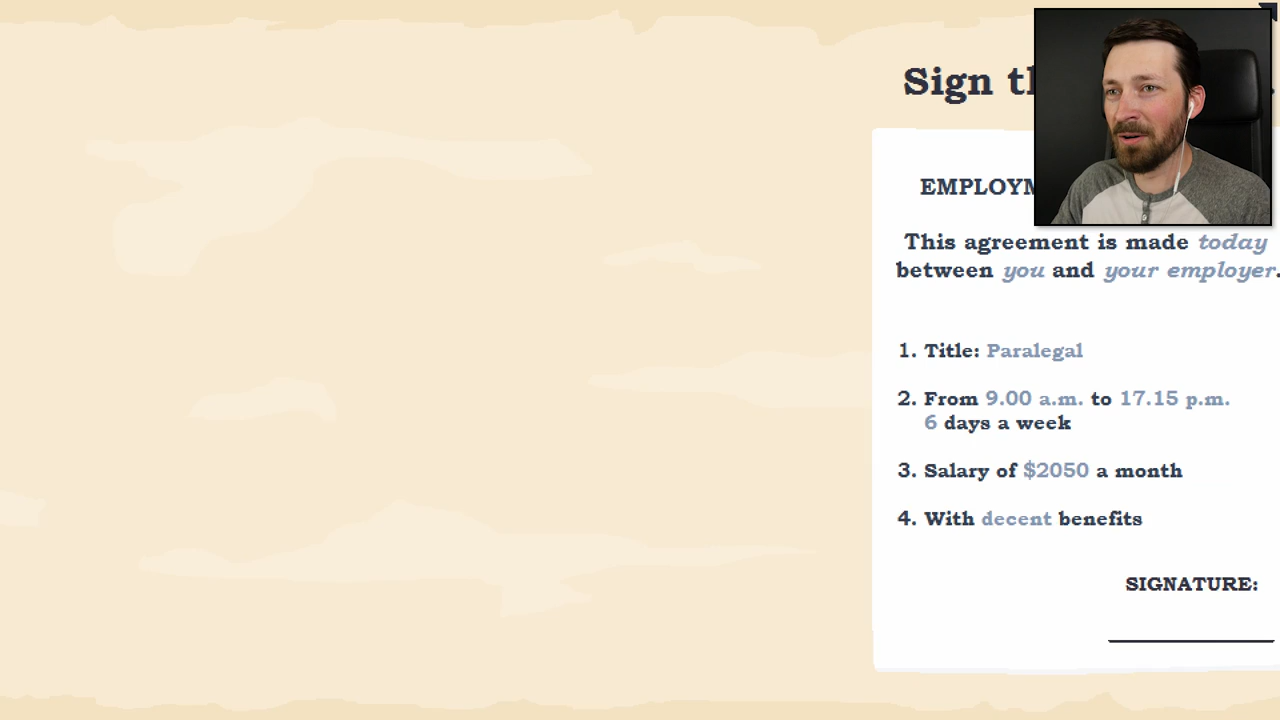 Sign t
EMPLOYM
This agreement is made today
between you and your employer.
1. Title: Paralegal
2. From 9.00 a.m. to 17.15 p.m.
6 days a week
3. Salary of $2050 a month
4. With decent benefits
SIGNATURE: